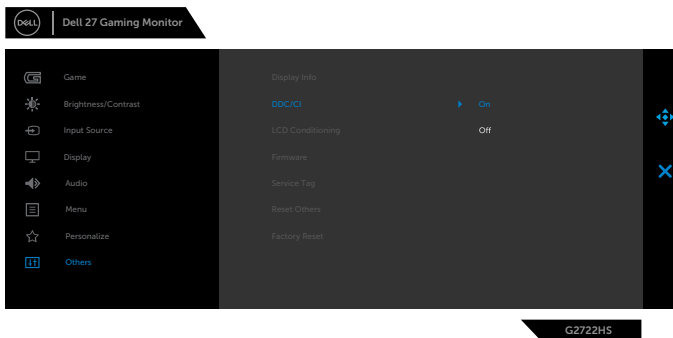 DELL
Dell 27 Gaming Monitor
Game
Display Info
Brightness/Contrast
DDC/CI
On
Input Source
LCD Conditioning
Off
Display
Firmware
Audio
Service Tag
Menu
Reset Others
Personalize
Factory Reset
Others
G2722HS